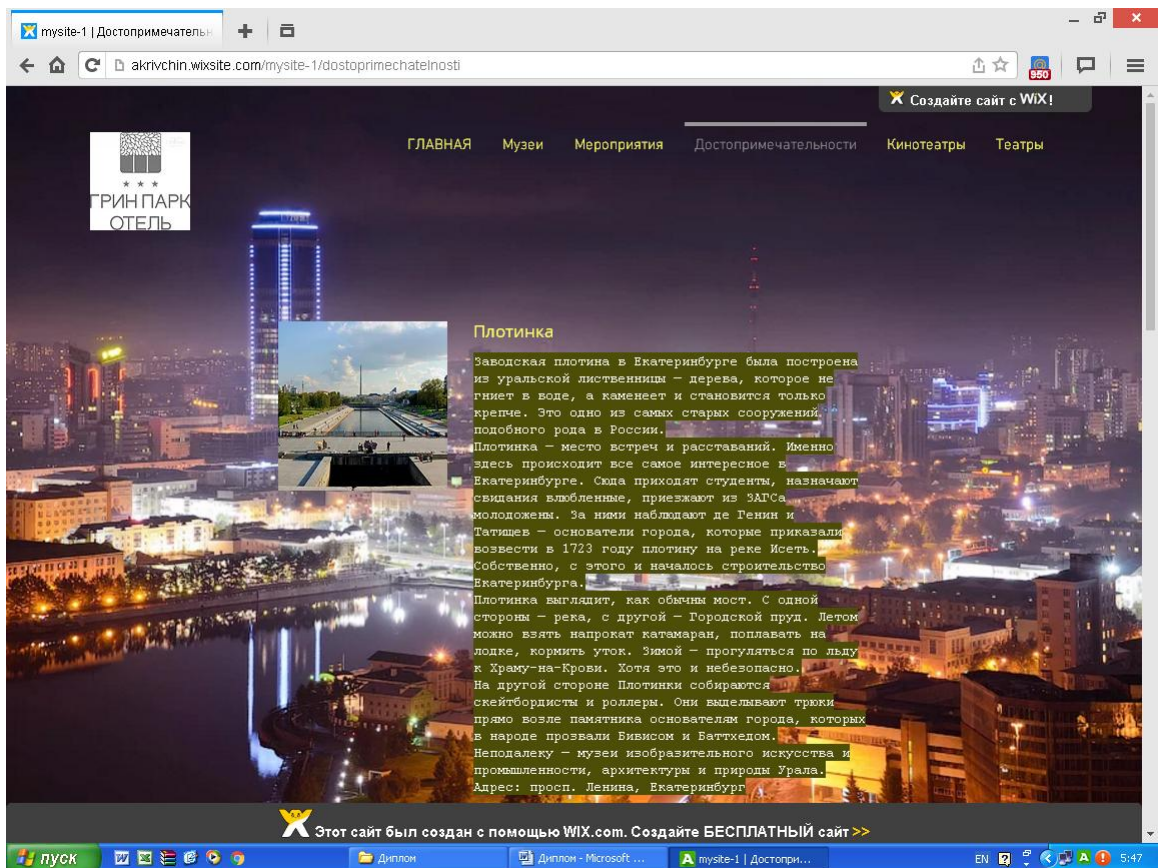 mysite-1 | Достопримечательн
akrivchin.wixsite.com/mysite-1/dostoprimechatelnosti
950
Создайте сайт с WiX!
ГЛАВНАЯ Музеи Мероприятия Достопримечательности Кинотеатры Театры
ГРИН ПАРК
ОТЕЛЬ
Плотинка
Заводская плотина в Екатеринбурге была построена
из уральской лиственницы — дерева, которое не
гниет в воде, а каменеет и становится только
крепче. Это одно из самых старых сооружений
подобного рода в России.
Плотинка — место встреч и расставаний. Именно
здесь происходит все самое интересное в
Екатеринбурге. Сюда приходят студенты, назначают
свидания влюбленные, приезжают из ЗАГСа
молодожены. За ними наблюдают де Генин и
Татищев — основатели города, которые приказали
возвести в 1723 году плотину на реке Исеть.
Собственно, с этого и началось строительство
Екатеринбурга.
Плотинка выглядит, как обычны мост. С одной
стороны — река, с другой — Городской пруд. Летом
можно взять напрокат катамаран, поплавать на
лодке, кормить уток. Зимой — прогуляться по льду
к Храму-на-Крови. Хотя это и небезопасно.
На другой стороне Плотинки собираются
скейтбордисты и роллеры. Они выделывают трюки
прямо возле памятника основателям города, которых
в народе прозвали Бивисом и Баттхедом.
Неподалеку — музеи изобразительного искусства и
промышленности, архитектуры и природы Урала.
Адрес: просп. Ленина, Екатеринбург
Этот сайт был создан с помощью WIX.com. Создайте БЕСПЛАТНЫЙ сайт >>
пуск Диплом Диплом - Microsoft ... mysite-1 | Достопри... EN 5:47